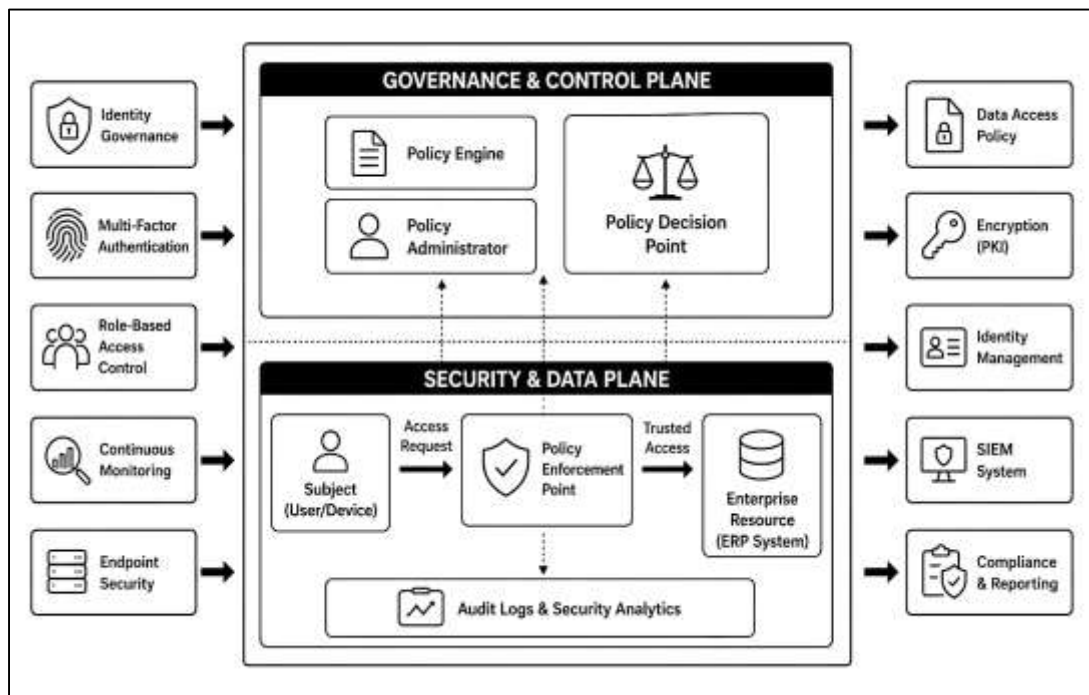 GOVERNANCE & CONTROL PLANE
Identity
Governance
Multi-Factor
Authentication
Role-Based
Access
Control
Continuous
Monitoring
Endpoint
Security
Policy Engine
Policy
Administrator
Policy Decision
Point
SECURITY & DATA PLANE
Subject
(User/Device)
Access
Request
Policy
Enforcement
Point
Trusted
Access
Enterprise
Resource
(ERP System)
Audit Logs & Security Analytics
Data Access
Policy
Encryption
(PKI)
Identity
Management
SIEM
System
Compliance
& Reporting